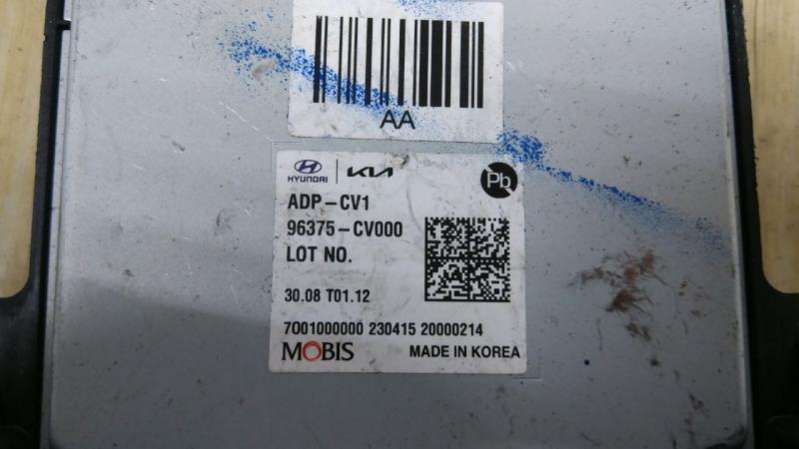 AA
HYUNDAI KIA
Pb
ADP-CV1
96375-CV000
LOT NO.
30.08 T01.12
7001000000 230415 20000214
MOBIS MADE IN KOREA